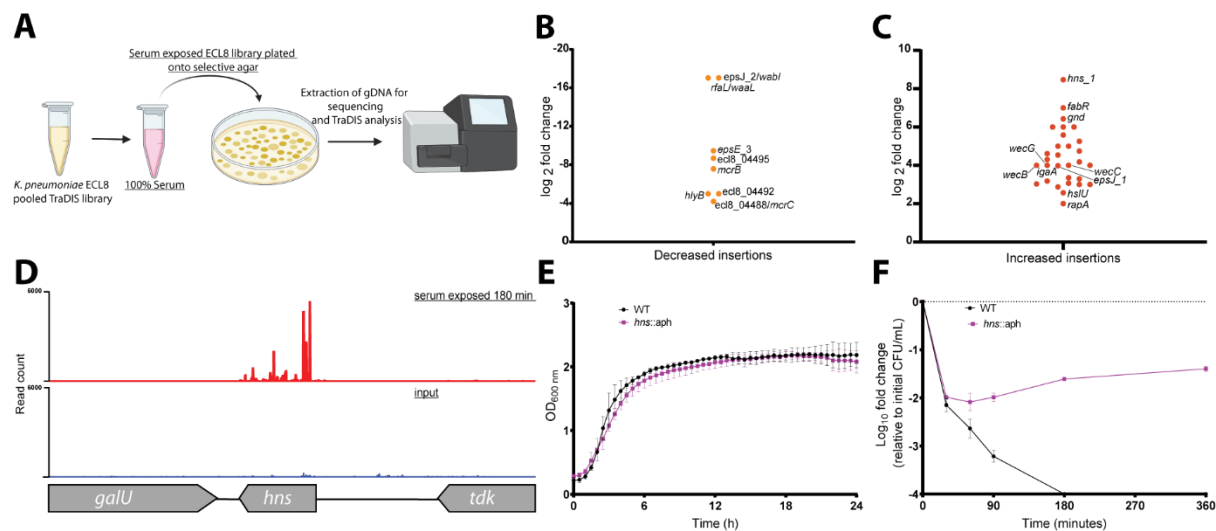 A
Serum exposed ECL8 library plated
onto selective agar
Extraction of gDNA for
sequencing
and TraDIS analysis
K. pneumoniae ECL8
pooled TraDIS library
100% Serum
B
log 2 fold change
-20
-16
-12
-8
-4
0
epsJ_2/wabI
rfaL/waaL
epsE_3
ecl8_04495
mcrB
hlyB
ecl8_04492
ecl8_04488/mcrC
Decreased insertions
C
log 2 fold change
10
8
6
4
2
0
hns_1
fabR
gnd
wecG
wecB
igaA
wecC
epsJ_1
hslU
rapA
Increased insertions
D
Read count
6000
serum exposed 180 min
6000
input
galU
hns
tdk
E
OD600 nm
3
2
1
0
WT
hns::aph
0
6
12
18
24
Time (h)
F
Log10 fold change
(relative to initial CFU/mL)
0
-1
-2
-3
-4
WT
hns::aph
0
90
180
270
360
Time (minutes)